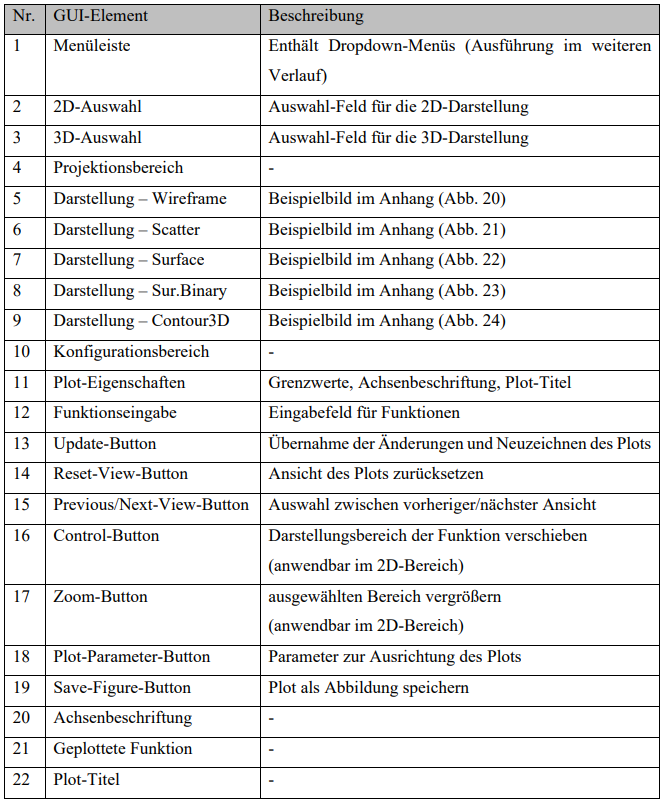 Nr. GUI-Element Beschreibung
1 Menüleiste Enthält Dropdown-Menüs (Ausführung im weiteren
Verlauf)
2 2D-Auswahl Auswahl-Feld für die 2D-Darstellung
3 3D-Auswahl Auswahl-Feld für die 3D-Darstellung
4 Projektionsbereich -
5 Darstellung – Wireframe Beispielbild im Anhang (Abb. 20)
6 Darstellung – Scatter Beispielbild im Anhang (Abb. 21)
7 Darstellung – Surface Beispielbild im Anhang (Abb. 22)
8 Darstellung – Sur.Binary Beispielbild im Anhang (Abb. 23)
9 Darstellung – Contour3D Beispielbild im Anhang (Abb. 24)
10 Konfigurationsbereich -
11 Plot-Eigenschaften Grenzwerte, Achsenbeschriftung, Plot-Titel
12 Funktionseingabe Eingabefeld für Funktionen
13 Update-Button Übernahme der Änderungen und Neuzeichnen des Plots
14 Reset-View-Button Ansicht des Plots zurücksetzen
15 Previous/Next-View-Button Auswahl zwischen vorheriger/nächster Ansicht
16 Control-Button Darstellungsbereich der Funktion verschieben
(anwendbar im 2D-Bereich)
17 Zoom-Button ausgewählten Bereich vergrößern
(anwendbar im 2D-Bereich)
18 Plot-Parameter-Button Parameter zur Ausrichtung des Plots
19 Save-Figure-Button Plot als Abbildung speichern
20 Achsenbeschriftung -
21 Geplottete Funktion -
22 Plot-Titel -